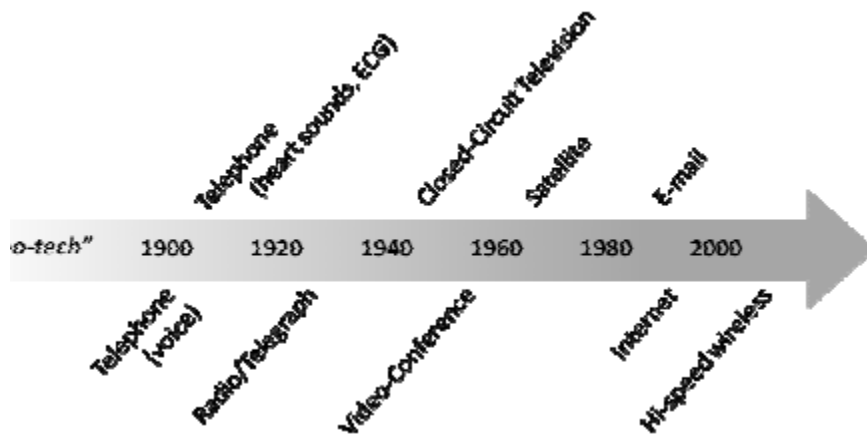 Telephone
(heart sounds, ECG)
Closed-Circuit Television
Satellite
E-mail
o-tech" 1900 1920 1940 1960 1980 2000
Telephone
(voice)
Radio/Telegraph
Video-Conference
Internet
Hi-speed wireless